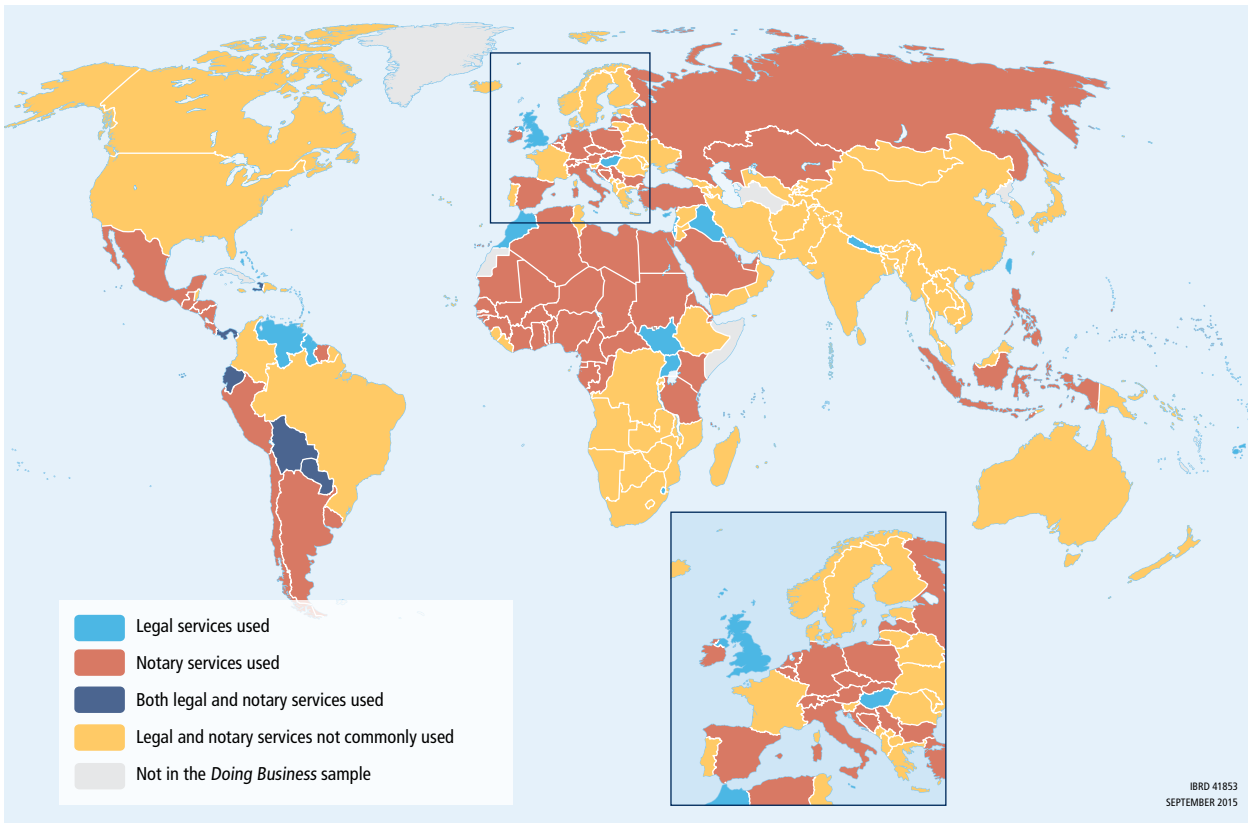 Legal services used
Notary services used
Both legal and notary services used
Legal and notary services not commonly used
Not in the Doing Business sample
IBRD 41853
SEPTEMBER 2015